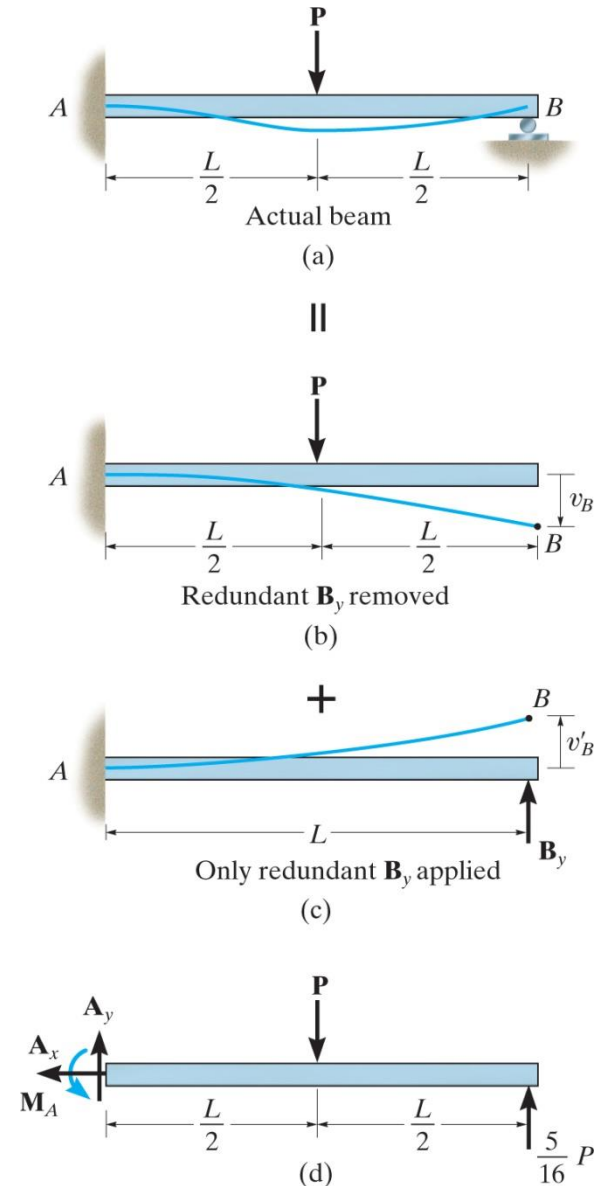 P
A B
L/2 L/2
Actual beam
(a)
=
P
A
v_B
L/2 L/2 B
Redundant B_y removed
(b)
+
B
v'_B
A
L
B_y
Only redundant B_y applied
(c)
P
A_y
A_x
M_A
L/2 L/2
5/16 P
(d)